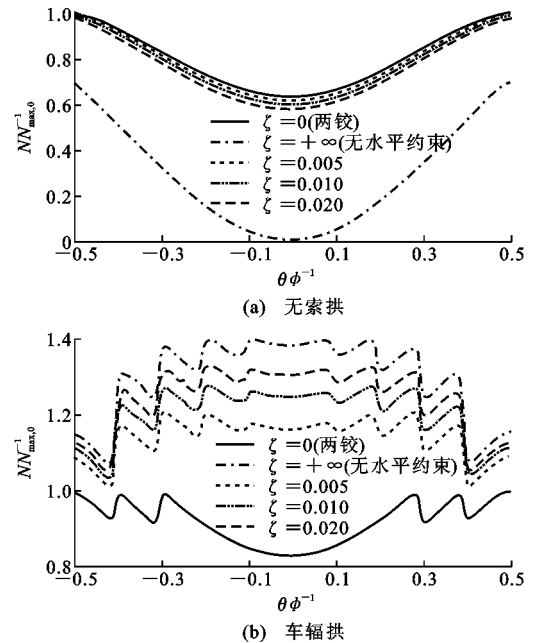 1.0
0.8
0.6
0.4
0.2
0
NN⁻¹max,0
ζ=0(两铰)
ζ=+∞(无水平约束)
ζ=0.005
ζ=0.010
ζ=0.020
−0.5 −0.3 −0.1 0.1 0.3 0.5
θΦ⁻¹
(a) 无索拱
1.4
1.2
1.0
0.8
NN⁻¹max,0
ζ=0(两铰)
ζ=+∞(无水平约束)
ζ=0.005
ζ=0.010
ζ=0.020
−0.5 −0.3 −0.1 0.1 0.3 0.5
θΦ⁻¹
(b) 车辐拱